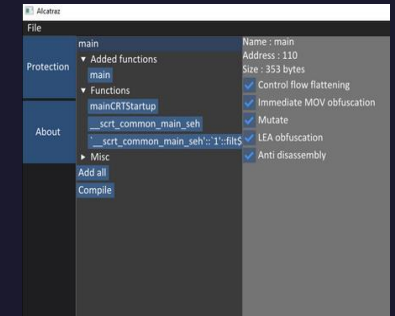 Alcatraz
File
Protection
About
main
▼ Added functions
main
▼ Functions
mainCRTStartup
__scrt_common_main_seh
`__scrt_common_main_seh'::`1'::filt$
► Misc
Add all
Compile
Name : main
Address : 110
Size : 353 bytes
Control flow flattening
Immediate MOV obfuscation
Mutate
LEA obfuscation
Anti disassembly